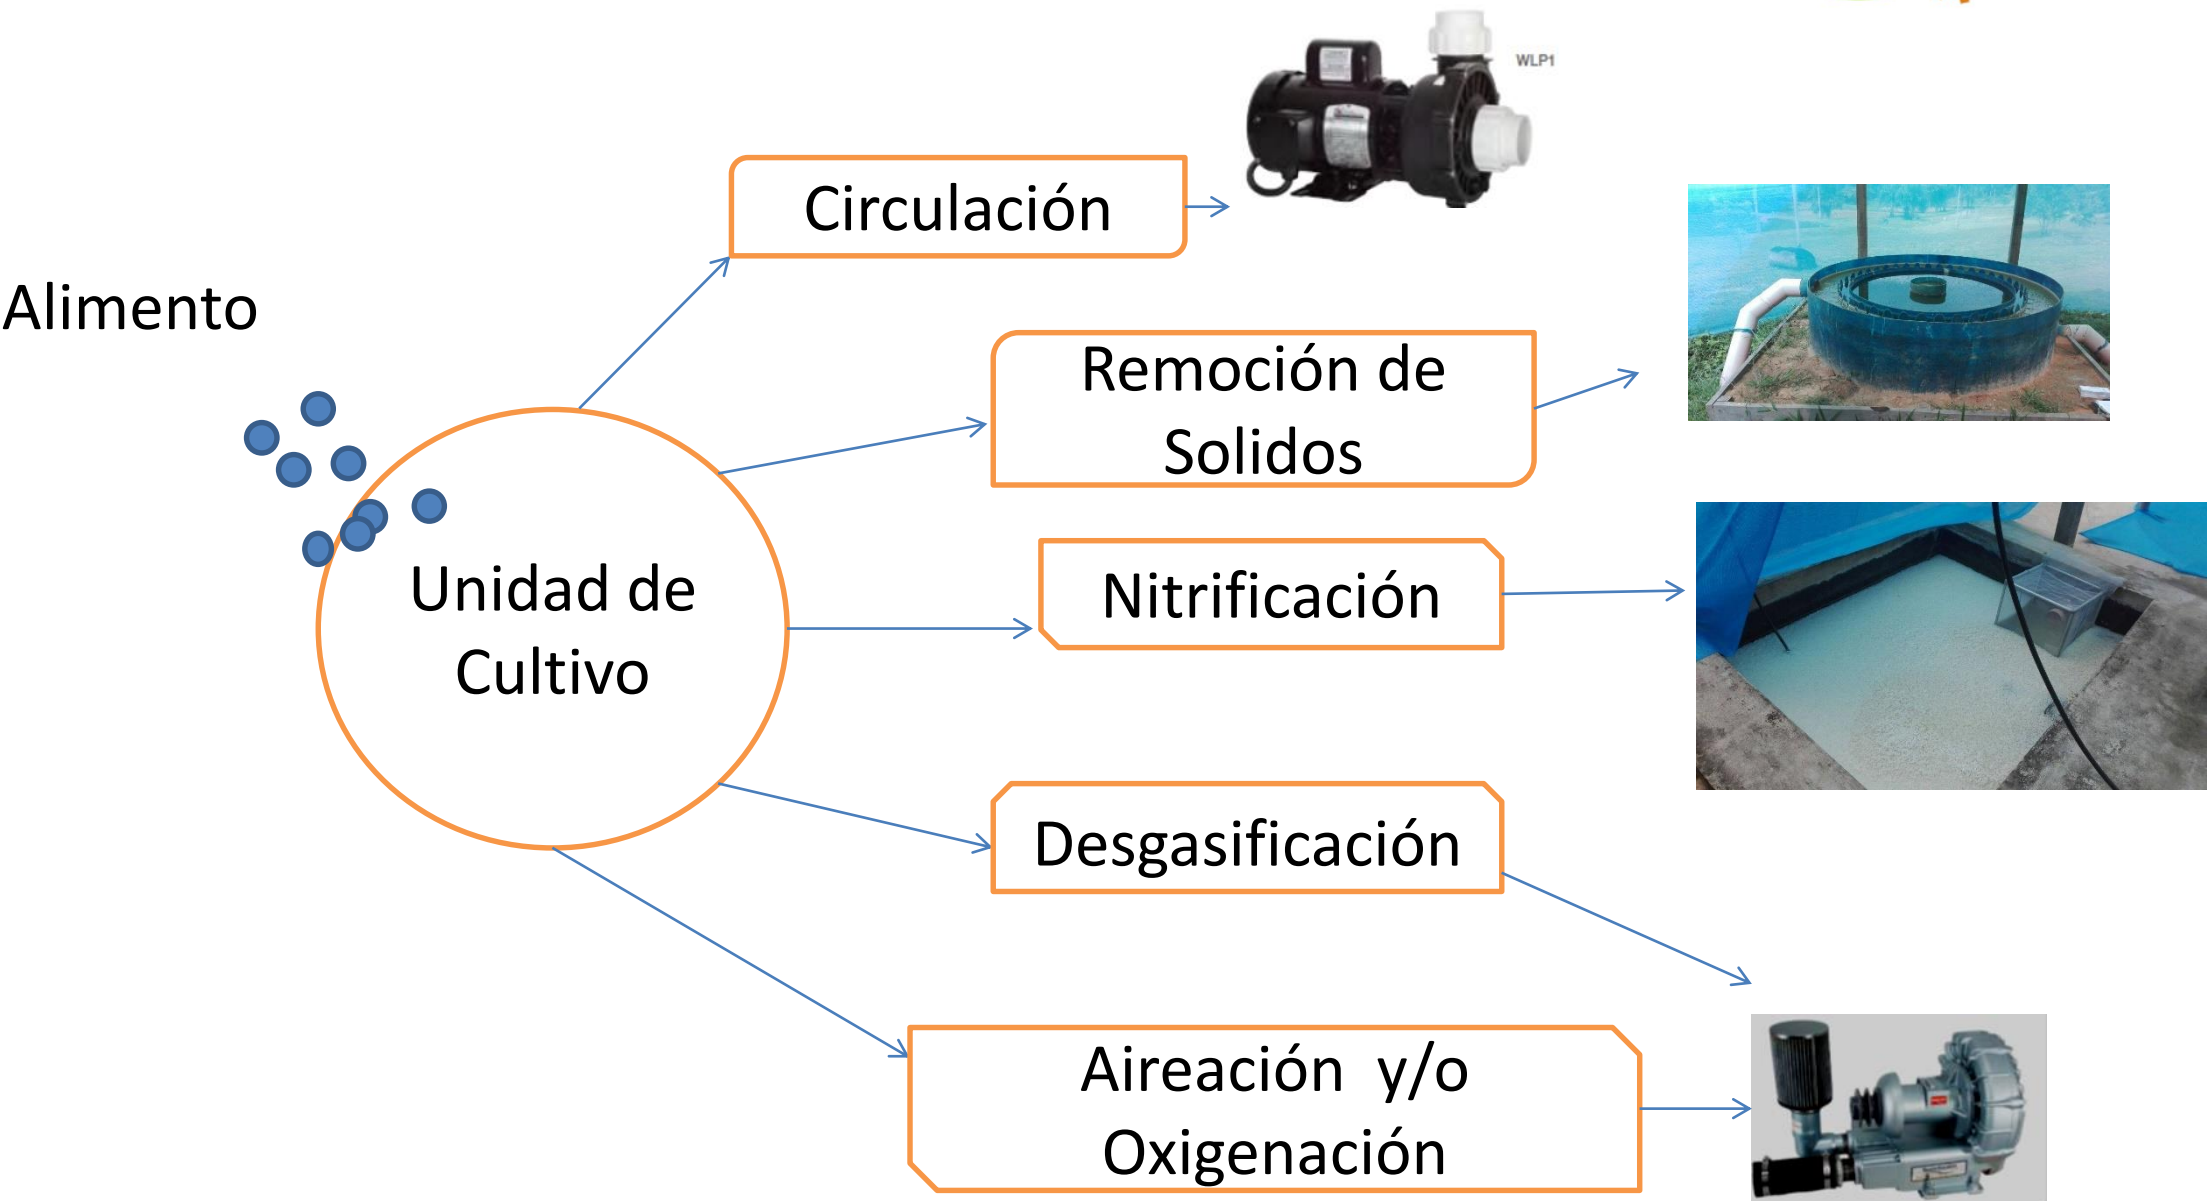 WLP1
Circulación
Alimento
Remoción de
Solidos
Unidad de
Cultivo
Nitrificación
Desgasificación
Aireación y/o
Oxigenación